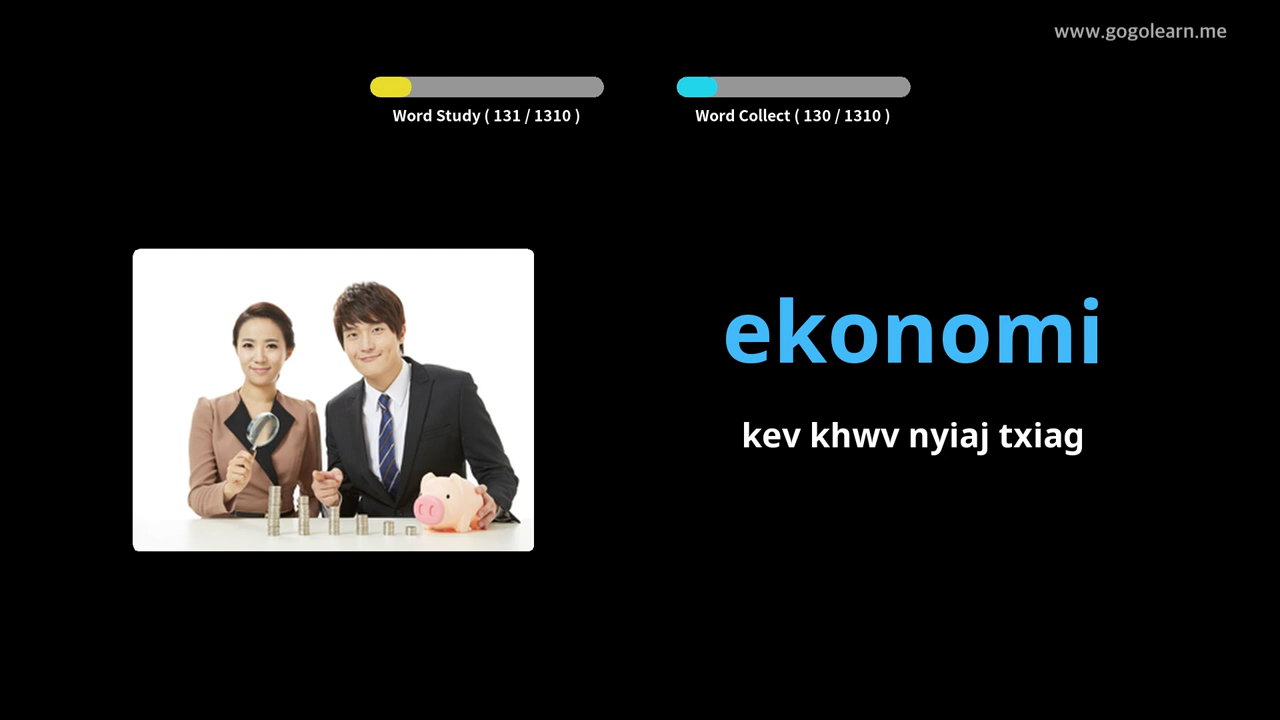 www.gogolearn.me
Word Study ( 131 / 1310 )
Word Collect ( 130 / 1310 )
ekonomi
kev khwv nyiaj txiag